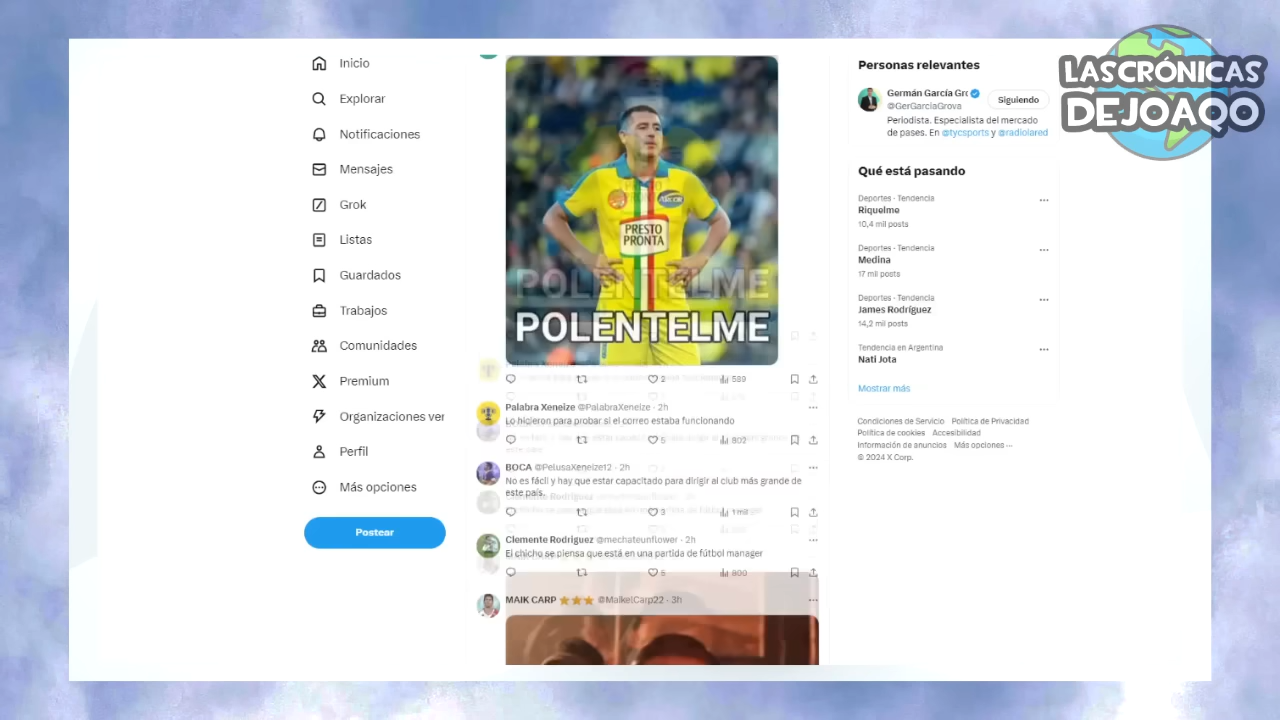 Inicio
Explorar
Notificaciones
Mensajes
Grok
Listas
Guardados
Trabajos
Comunidades
Premium
Organizaciones ver
Perfil
Más opciones
Postear
ARCOR
PRESTO
PRONTA
POLENTELME
POLENTELME
2
589
Palabra Xeneize @PalabraXeneize · 2h
Lo hicieron para probar si el correo estaba funcionando
5
802
BOCA @PelusaXeneize12 · 2h
No es fácil y hay que estar capacitado para dirigir al club más grande de
este país.
3
1 mil
Clemente Rodriguez @mechateunflower · 2h
El chicho se piensa que está en una partida de fútbol manager
5
800
MAIK CARP ⭐⭐⭐ @MaikelCarp22 · 3h
Personas relevantes
Germán García Gr
@GerGarciaGrova
Siguiendo
Periodista. Especialista del mercado
de pases. En @tycsports y @radiolared
Qué está pasando
Deportes · Tendencia
Riquelme
10,4 mil posts
Deportes · Tendencia
Medina
17 mil posts
Deportes · Tendencia
James Rodríguez
14,2 mil posts
Tendencia en Argentina
Nati Jota
Mostrar más
Condiciones de Servicio Política de Privacidad
Política de cookies Accesibilidad
Información de anuncios Más opciones ···
© 2024 X Corp.
LAS CRÓNICAS
DE JOAQO